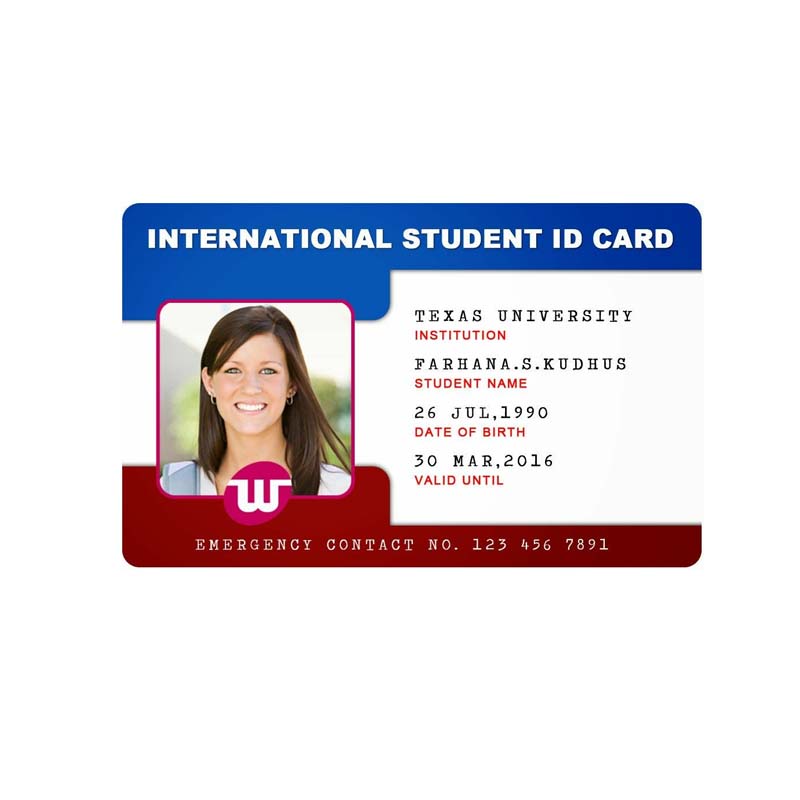 INTERNATIONAL STUDENT ID CARD
TEXAS UNIVERSITY
INSTITUTION
FARHANA.S.KUDHUS
STUDENT NAME
26 JUL,1990
DATE OF BIRTH
30 MAR,2016
VALID UNTIL
W
EMERGENCY CONTACT NO. 123 456 7891